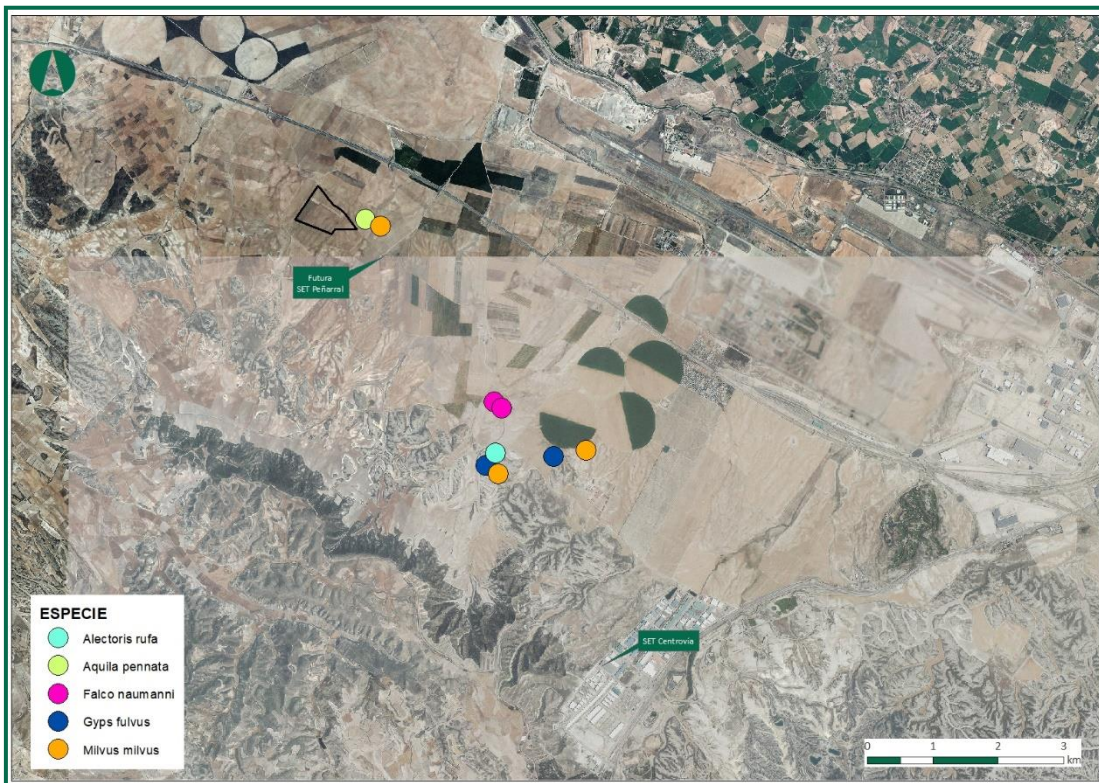 Futura
SET Peñarral
SET Centrovía
ESPECIE
Alectoris rufa
Aquila pennata
Falco naumanni
Gyps fulvus
Milvus milvus
0 1 2 3
km